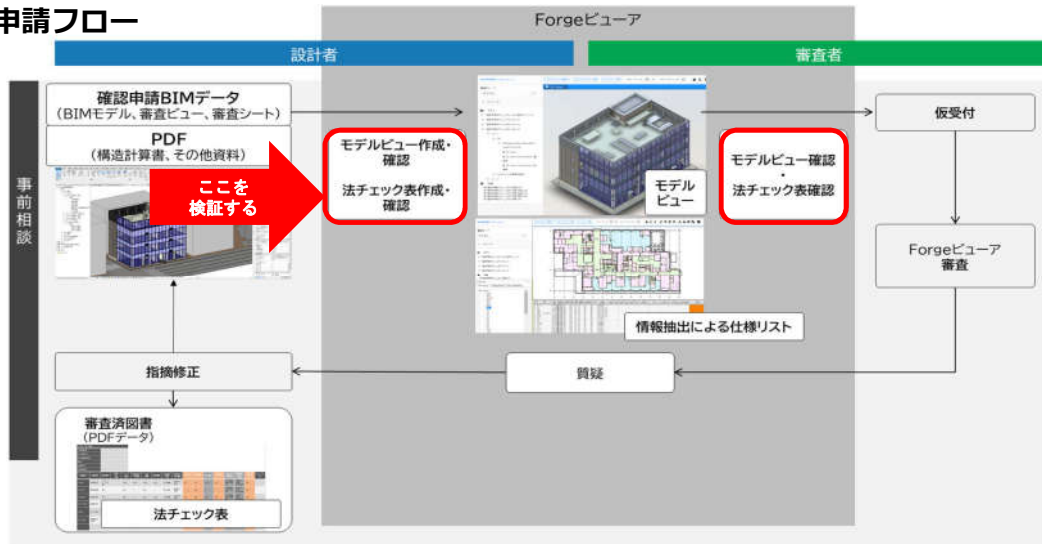 申請フロー
Forgeビューア
設計者
審査者
事前相談
確認申請BIMデータ
(BIMモデル、審査ビュー、審査シート)
PDF
(構造計算書、その他資料)
ここを
検証する
モデルビュー作成・
確認
法チェック表作成・
確認
モデル
ビュー
情報抽出による仕様リスト
モデルビュー確認
・
法チェック表確認
仮受付
Forgeビューア
審査
質疑
指摘修正
審査済図書
(PDFデータ)
法チェック表